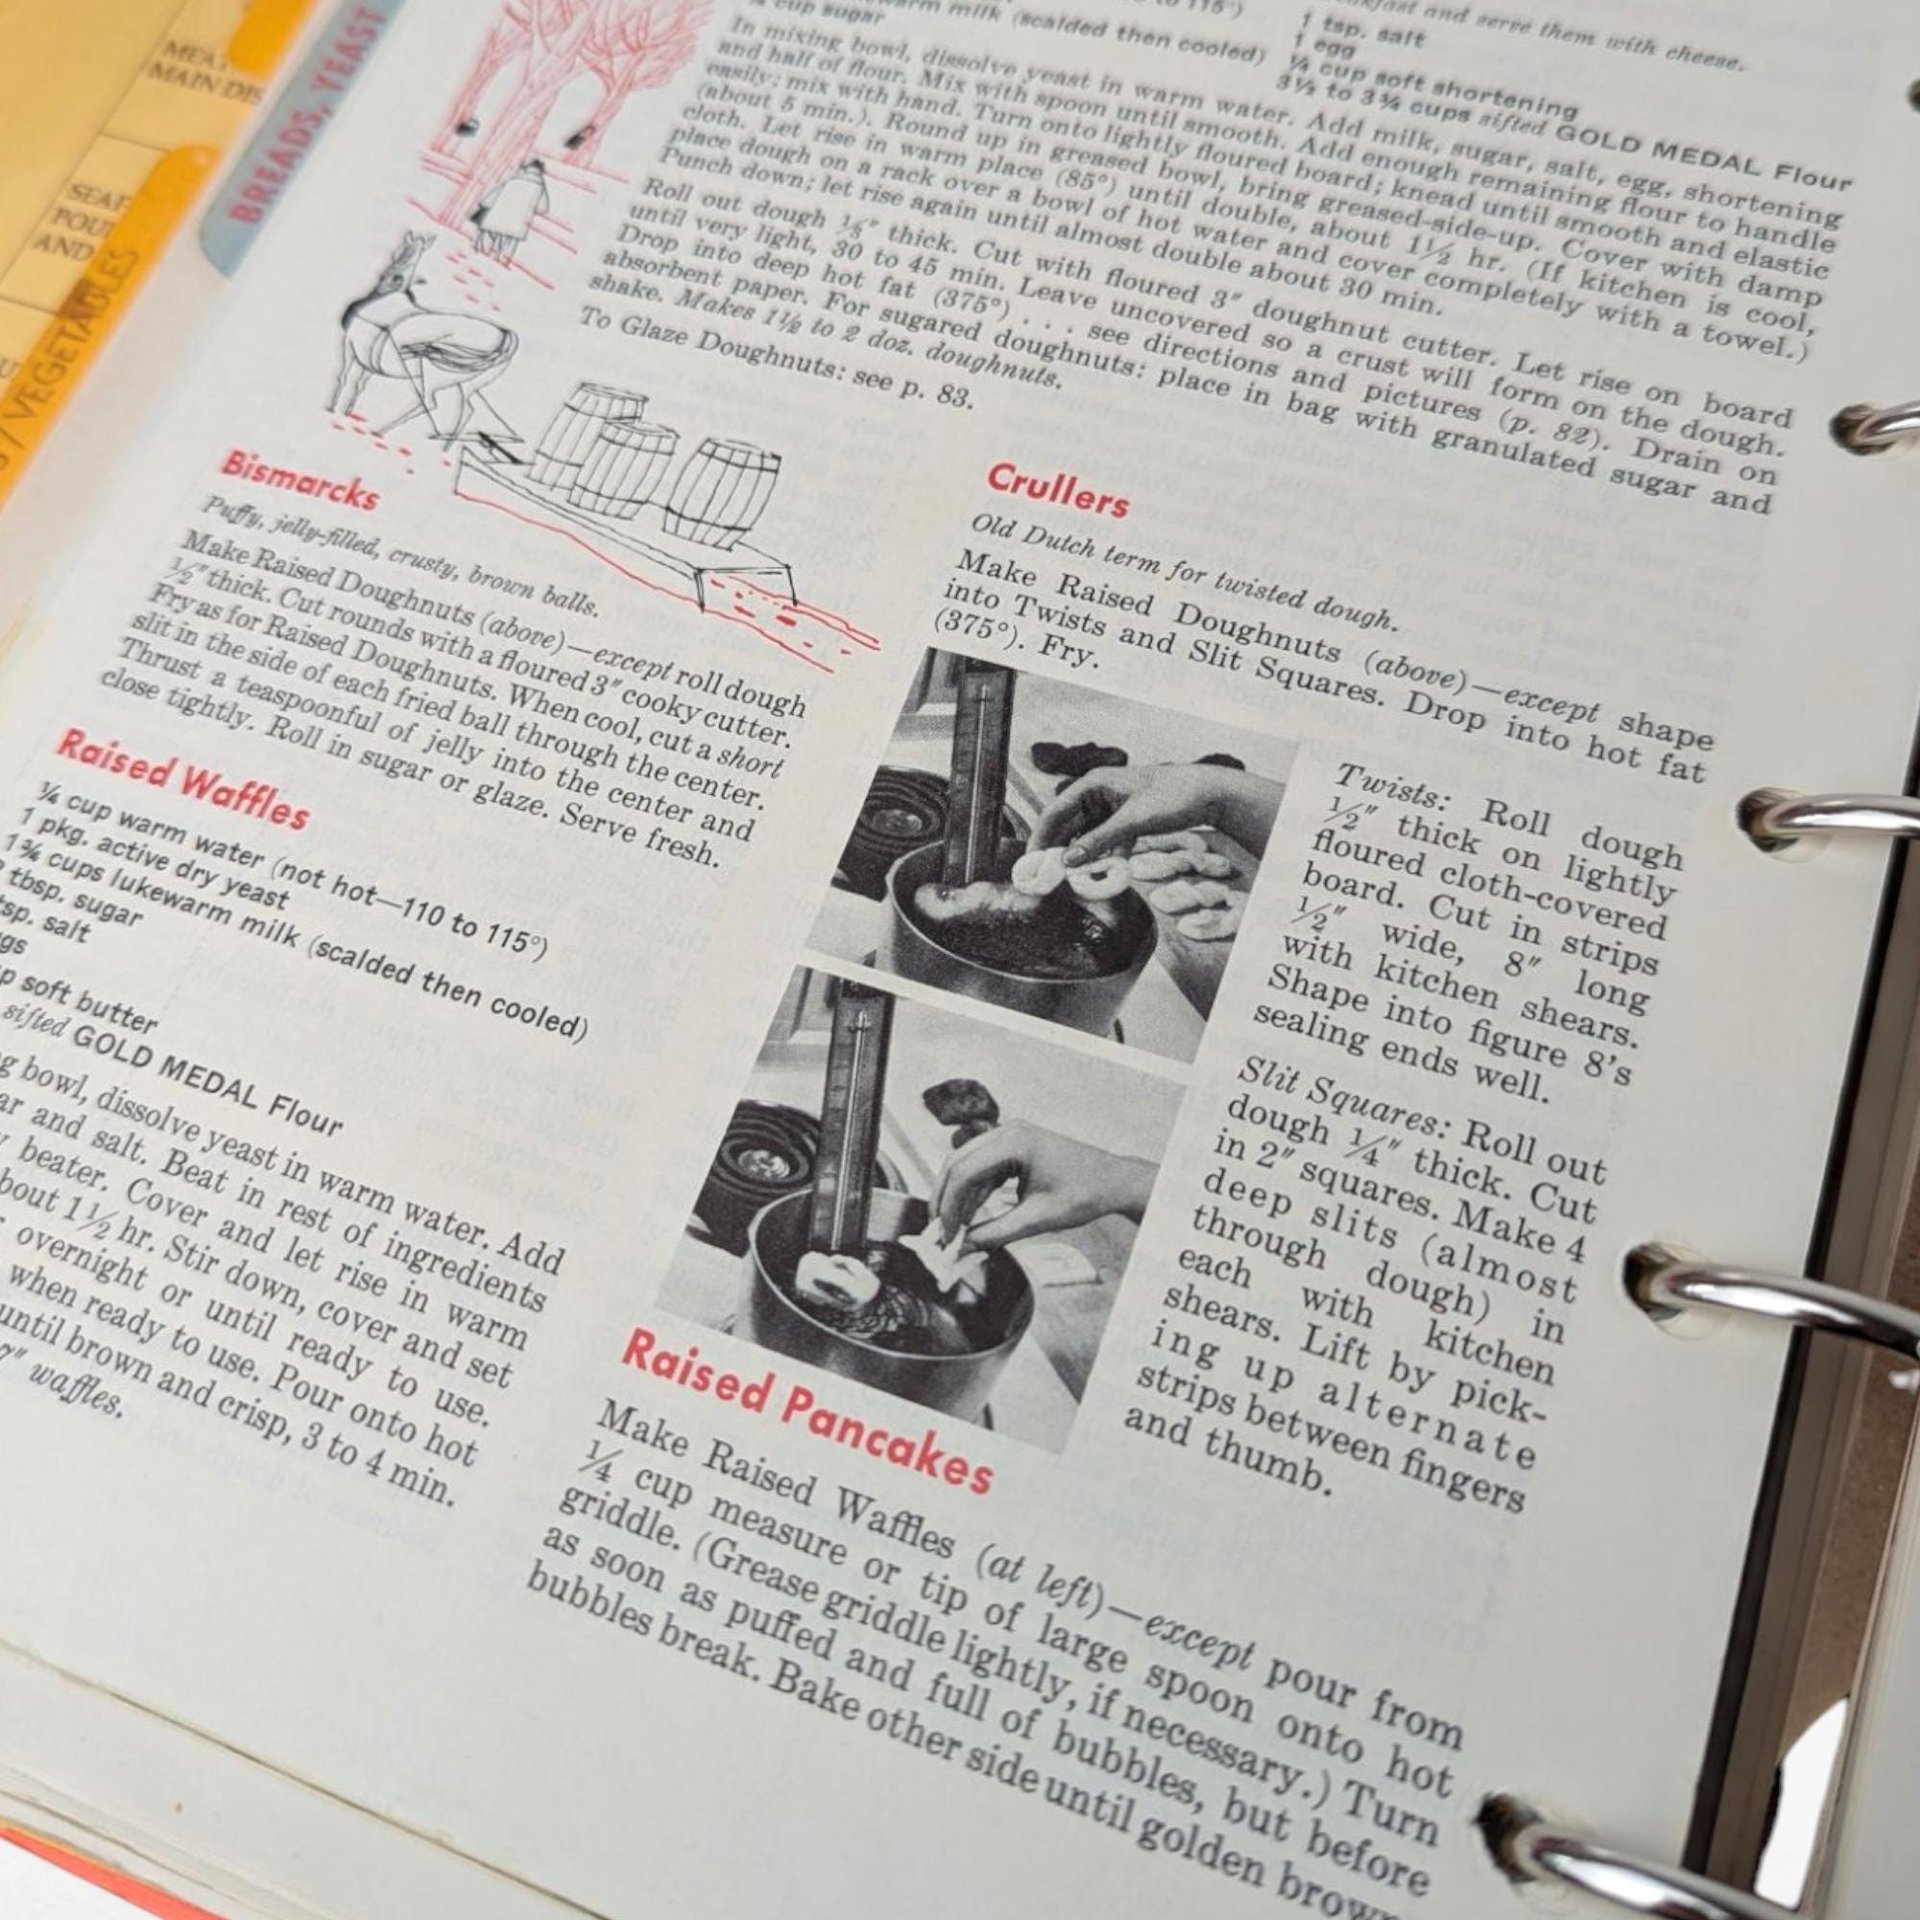 MEA
MAIN DIS
SEAF
POUL
AND
/ VEGETABLES
BREADS, YEAST
cup sugar
warm milk (scalded then cooled)
to 115°)
and serve them with cheese.
1 tsp. salt
1 egg
¼ cup soft shortening
3½ to 3¾ cups sifted GOLD MEDAL Flour
In mixing bowl, dissolve yeast in warm water. Add milk, sugar, salt, egg, shortening
and half of flour. Mix with spoon until smooth. Add enough remaining flour to handle
easily; mix with hand. Turn onto lightly floured board; knead until smooth and elastic
(about 5 min.). Round up in greased bowl, bring greased-side-up. Cover with damp
cloth. Let rise in warm place (85°) until double, about 1½ hr. (If kitchen is cool,
place dough on a rack over a bowl of hot water and cover completely with a towel.)
Punch down; let rise again until almost double about 30 min.
Roll out dough ⅓" thick. Cut with floured 3" doughnut cutter. Let rise on board
until very light, 30 to 45 min. Leave uncovered so a crust will form on the dough.
Drop into deep hot fat (375°) . . . see directions and pictures (p. 82). Drain on
absorbent paper. For sugared doughnuts: place in bag with granulated sugar and
shake. Makes 1½ to 2 doz. doughnuts.
To Glaze Doughnuts: see p. 83.
Bismarcks
Puffy, jelly-filled, crusty, brown balls.
Make Raised Doughnuts (above)—except roll dough
½" thick. Cut rounds with a floured 3" cooky cutter.
Fry as for Raised Doughnuts. When cool, cut a short
slit in the side of each fried ball through the center.
Thrust a teaspoonful of jelly into the center and
close tightly. Roll in sugar or glaze. Serve fresh.
Raised Waffles
¼ cup warm water (not hot—110 to 115°)
1 pkg. active dry yeast
1¾ cups lukewarm milk (scalded then cooled)
tbsp. sugar
tsp. salt
gs
p soft butter
sifted GOLD MEDAL Flour
g bowl, dissolve yeast in warm water. Add
ar and salt. Beat in rest of ingredients
y beater. Cover and let rise in warm
bout 1½ hr. Stir down, cover and set
r overnight or until ready to use.
when ready to use. Pour onto hot
until brown and crisp, 3 to 4 min.
7" waffles.
Crullers
Old Dutch term for twisted dough.
Make Raised Doughnuts (above)—except shape
into Twists and Slit Squares. Drop into hot fat
(375°). Fry.
Twists: Roll dough
½" thick on lightly
floured cloth-covered
board. Cut in strips
½" wide, 8" long
with kitchen shears.
Shape into figure 8's
sealing ends well.
Slit Squares: Roll out
dough ¼" thick. Cut
in 2" squares. Make 4
deep slits (almost
through dough) in
each with kitchen
shears. Lift by pick-
ing up alternate
strips between fingers
and thumb.
Raised Pancakes
Make Raised Waffles (at left)—except pour from
¼ cup measure or tip of large spoon onto hot
griddle. (Grease griddle lightly, if necessary.) Turn
as soon as puffed and full of bubbles, but before
bubbles break. Bake other side until golden brown